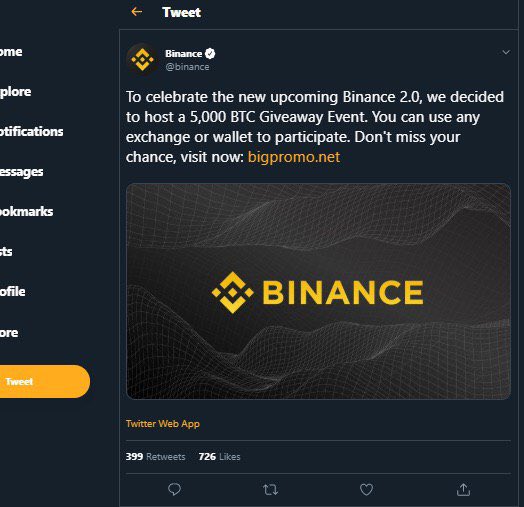 Tweet
Binance
@binance
ome
To celebrate the new upcoming Binance 2.0, we decided
plore
to host a 5,000 BTC Giveaway Event. You can use any
otifications
exchange or wallet to participate. Don't miss your
chance, visit now: bigpromo.net
essages
ookmarks
sts
ofile
BINANCE
ore
Tweet
Twitter Web App
399 Retweets 726 Likes